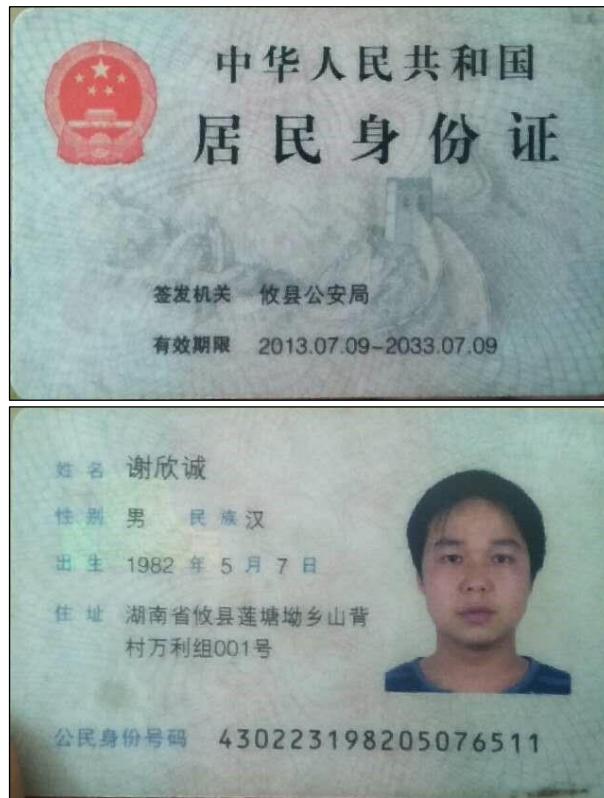 中华人民共和国
居民身份证
签发机关 攸县公安局
有效期限 2013.07.09-2033.07.09
姓名 谢欣诚
性别 男 民族 汉
出生 1982 年 5 月 7 日
住址 湖南省攸县莲塘坳乡山背
村万利组001号
公民身份号码 430223198205076511